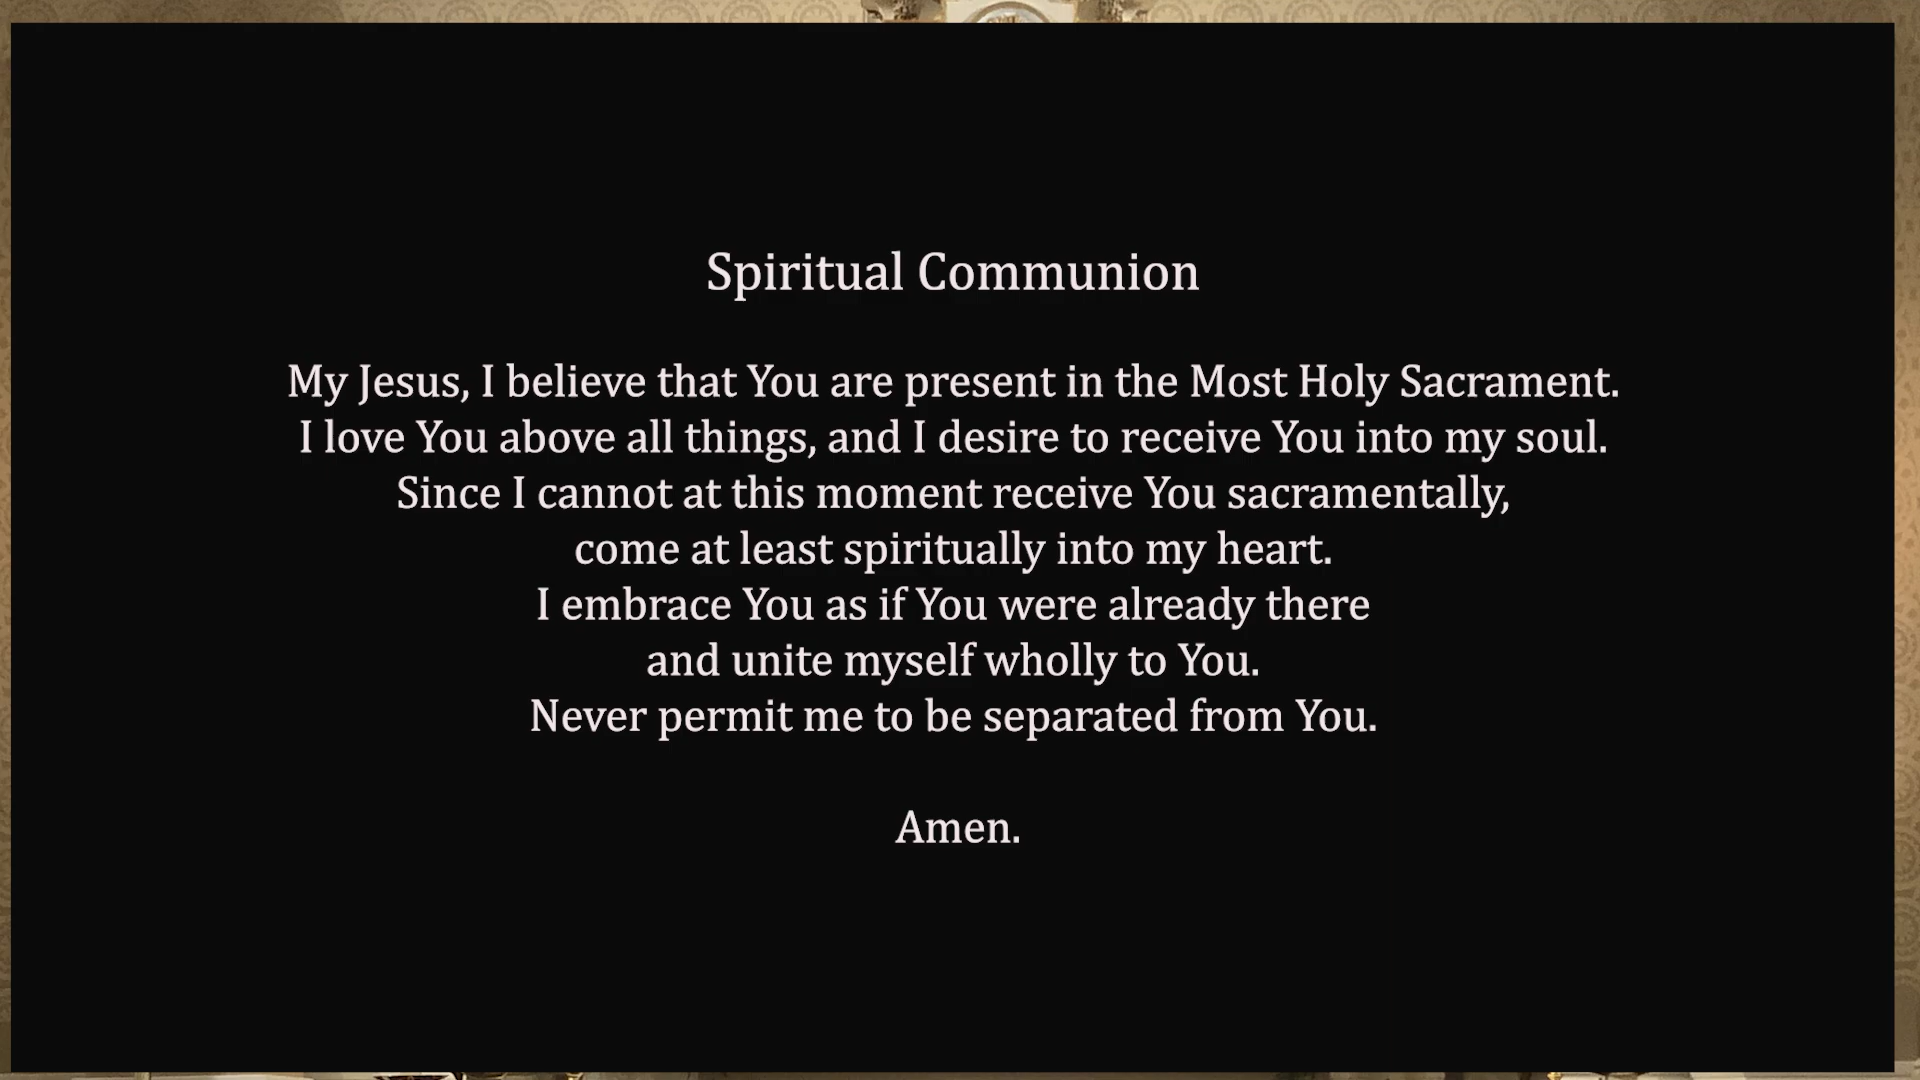 Spiritual Communion
My Jesus, I believe that You are present in the Most Holy Sacrament.
I love You above all things, and I desire to receive You into my soul.
Since I cannot at this moment receive You sacramentally,
come at least spiritually into my heart.
I embrace You as if You were already there
and unite myself wholly to You.
Never permit me to be separated from You.
Amen.